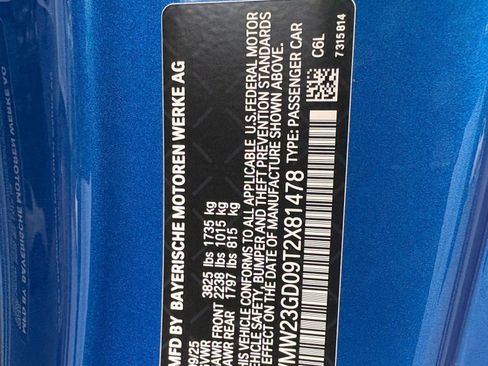 MFD BY BAYERISCHE MOTOREN WERKE AG
09/25
GVWR 3825 lbs 1735 kg
GAWR FRONT 2238 lbs 1015 kg
GAWR REAR 1797 lbs 815 kg
THIS VEHICLE CONFORMS TO ALL APPLICABLE U.S.FEDERAL MOTOR
VEHICLE SAFETY, BUMPER AND THEFT PREVENTION STANDARDS
IN EFFECT ON THE DATE OF MANUFACTURE SHOWN ABOVE.
WMW23GD09T2X81478 TYPE: PASSENGER CAR
C6L
7 315 814